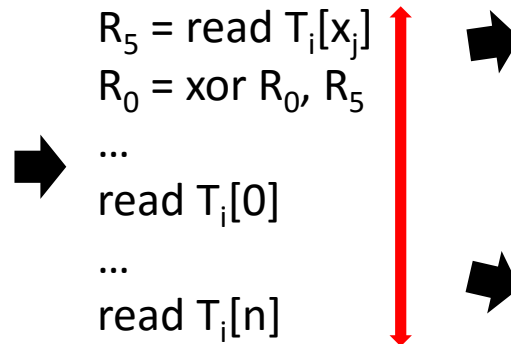 R₅ = read Tᵢ[xⱼ]
R₀ = xor R₀, R₅
...
read Tᵢ[0]
...
read Tᵢ[n]